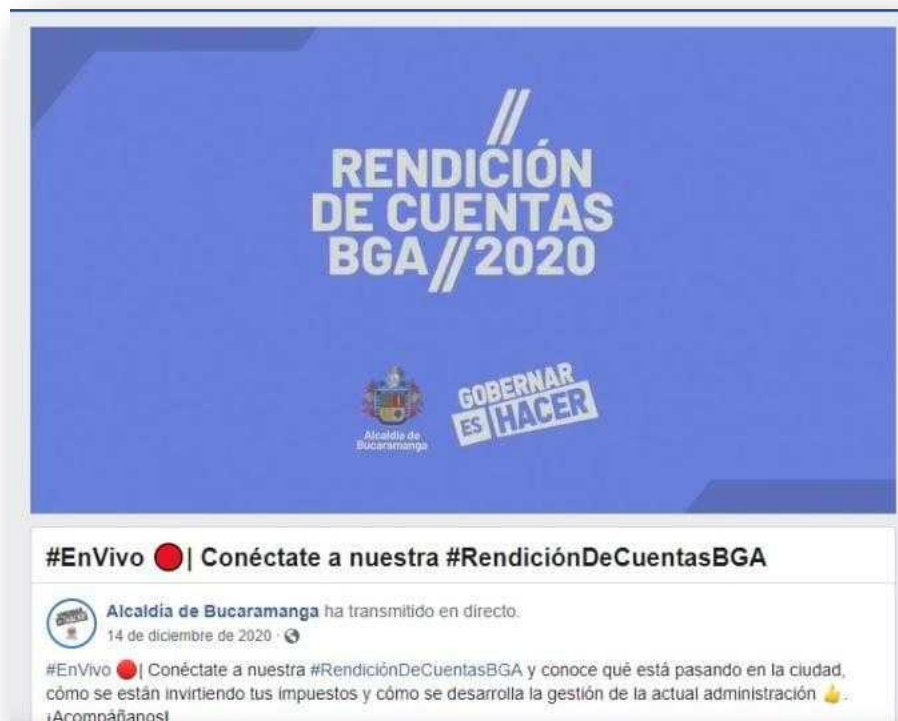 //
RENDICIÓN
DE CUENTAS
BGA//2020
Alcaldía de
Bucaramanga
GOBERNAR
ES HACER
#EnVivo 🔴| Conéctate a nuestra #RendiciónDeCuentasBGA
Alcaldía de Bucaramanga ha transmitido en directo.
14 de diciembre de 2020 ·
#EnVivo 🔴| Conéctate a nuestra #RendiciónDeCuentasBGA y conoce qué está pasando en la ciudad,
cómo se están invirtiendo tus impuestos y cómo se desarrolla la gestión de la actual administración 👍.
¡Acompáñanos!